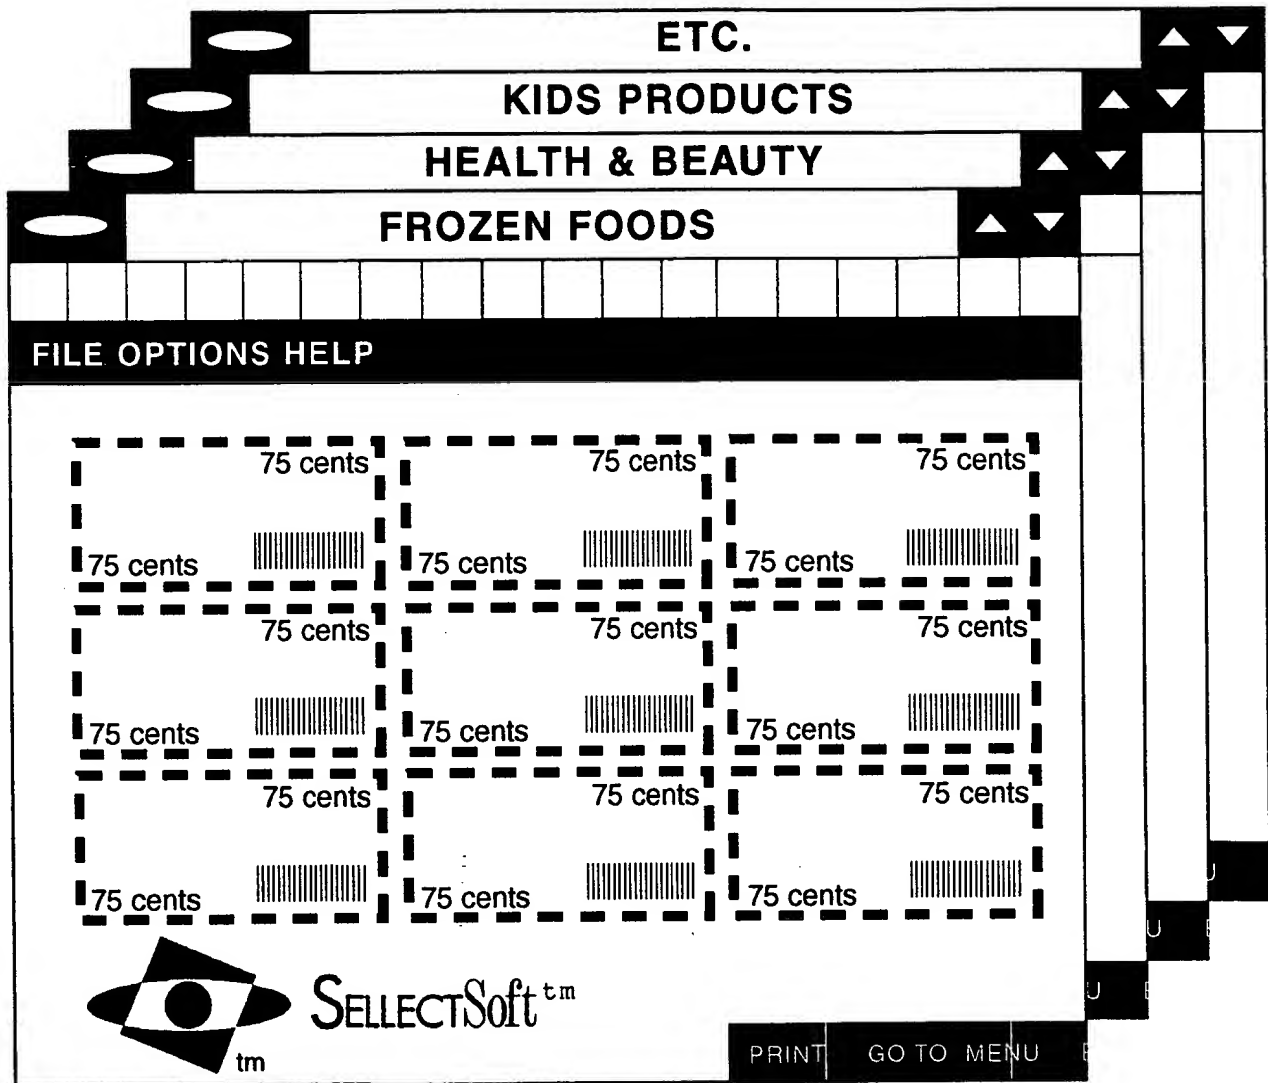 ETC.
KIDS PRODUCTS
HEALTH & BEAUTY
FROZEN FOODS
FILE OPTIONS HELP
75 cents 75 cents 75 cents
75 cents 75 cents 75 cents
75 cents 75 cents 75 cents
75 cents 75 cents 75 cents
75 cents 75 cents 75 cents
75 cents 75 cents 75 cents
U
U E
U E
SELLECTSoft tm
tm
PRINT GO TO MENU E